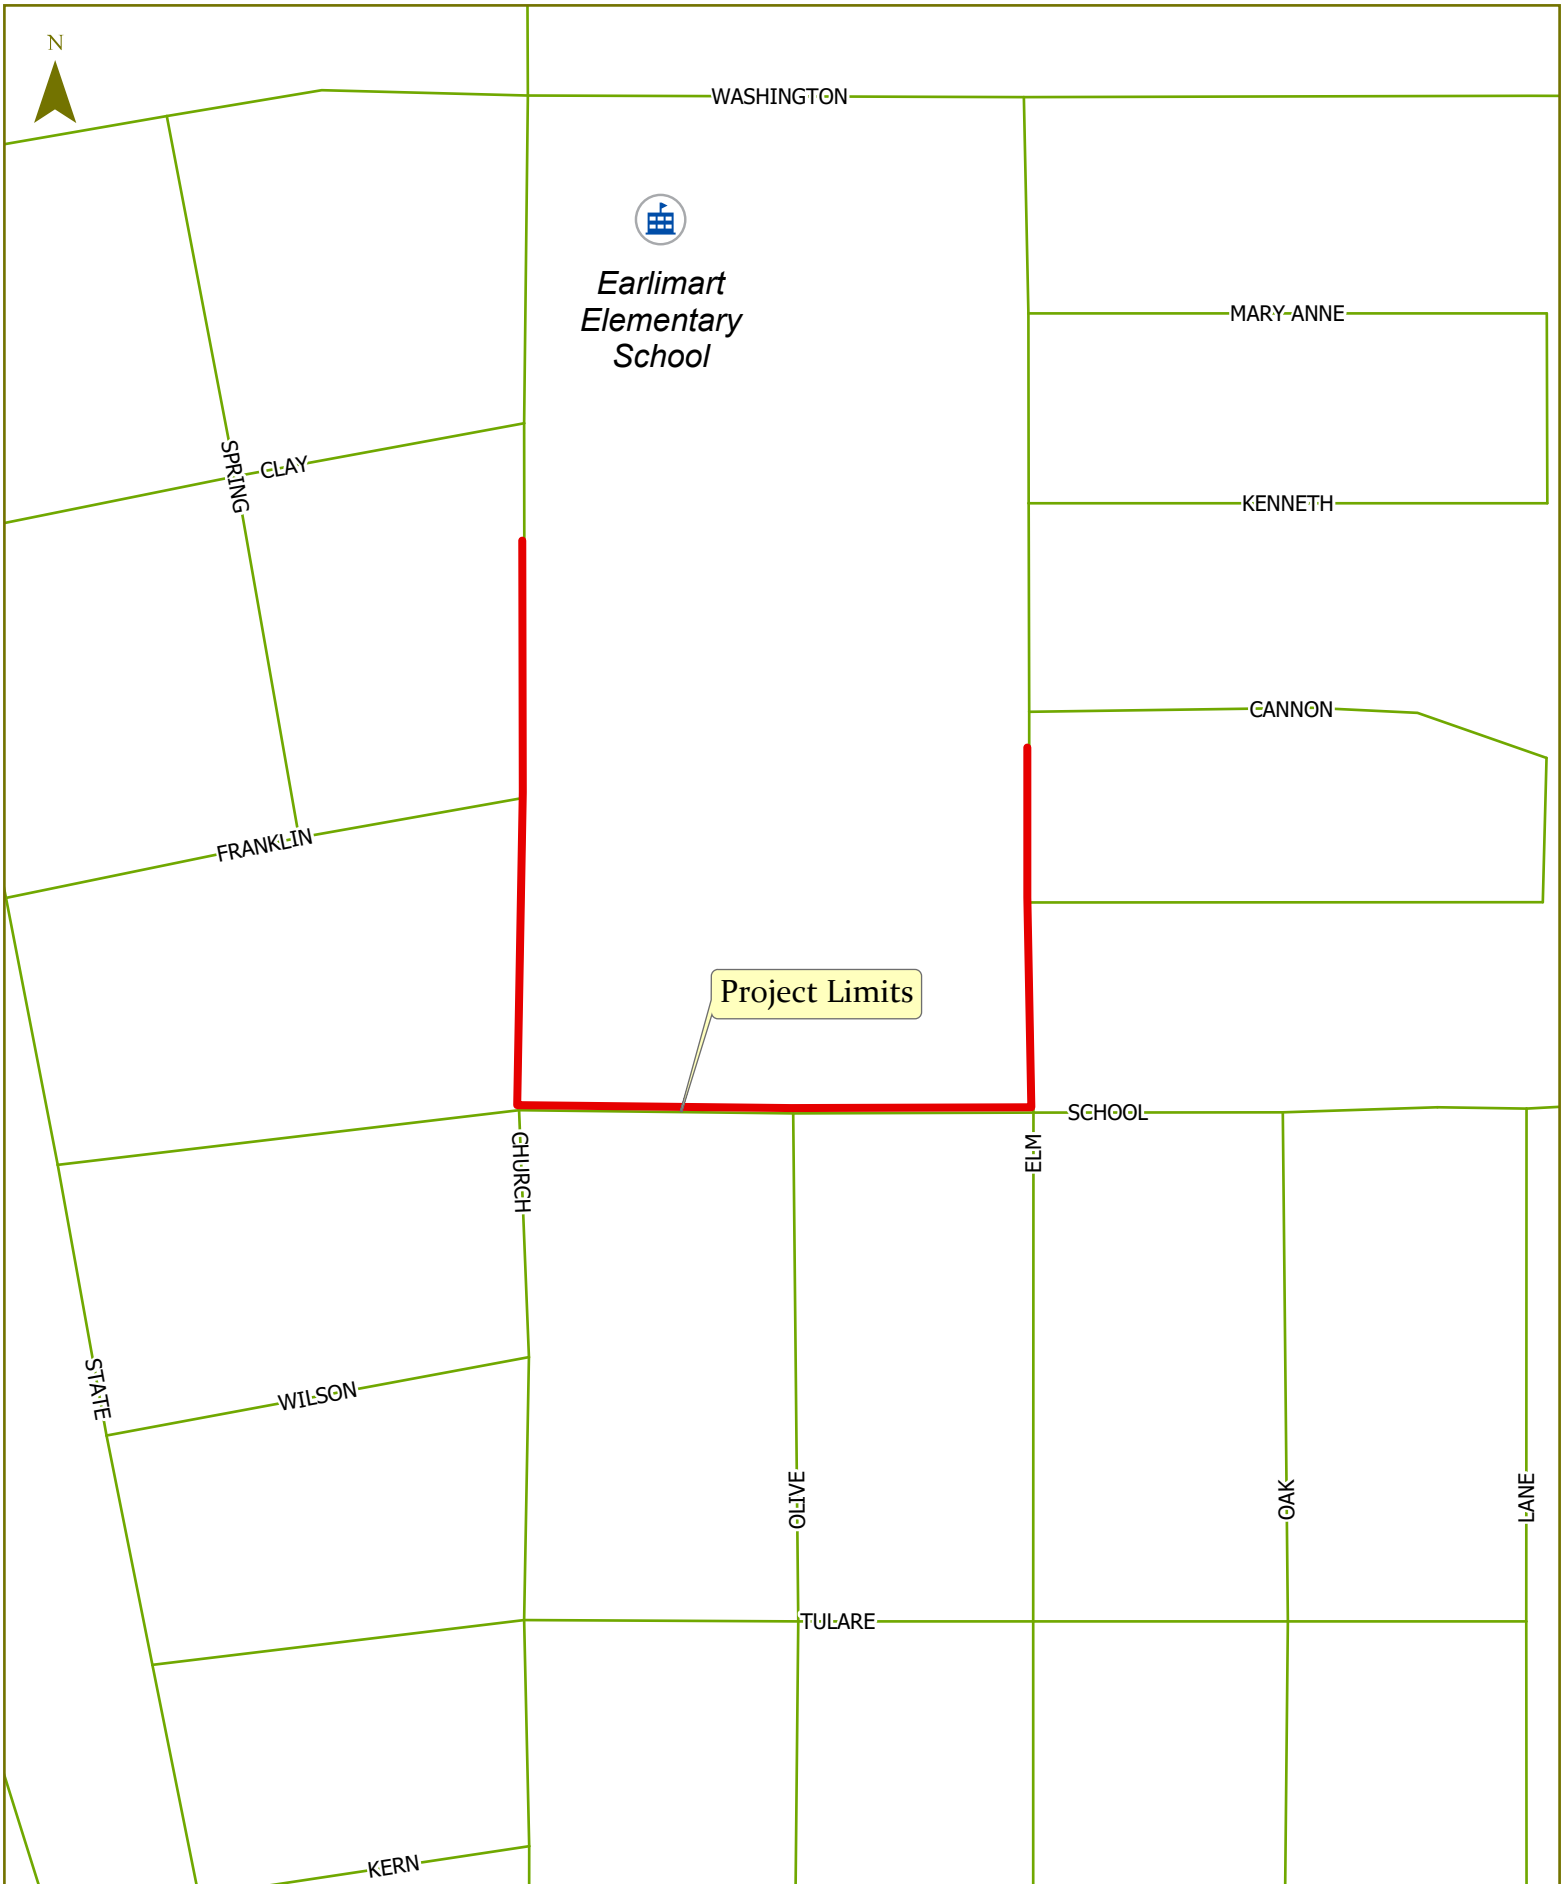 N
WASHINGTON
Earlimart
Elementary
School
MARY ANNE
SPRING
CLAY
KENNETH
CANNON
FRANKLIN
Project Limits
SCHOOL
CHURCH
ELM
STATE
WILSON
OLIVE
OAK
LANE
TULARE
KERN